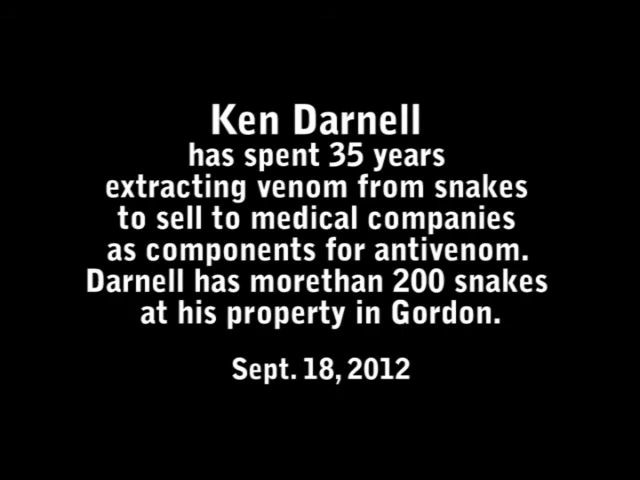 Ken Darnell
has spent 35 years
extracting venom from snakes
to sell to medical companies
as components for antivenom.
Darnell has morethan 200 snakes
at his property in Gordon.
Sept. 18, 2012